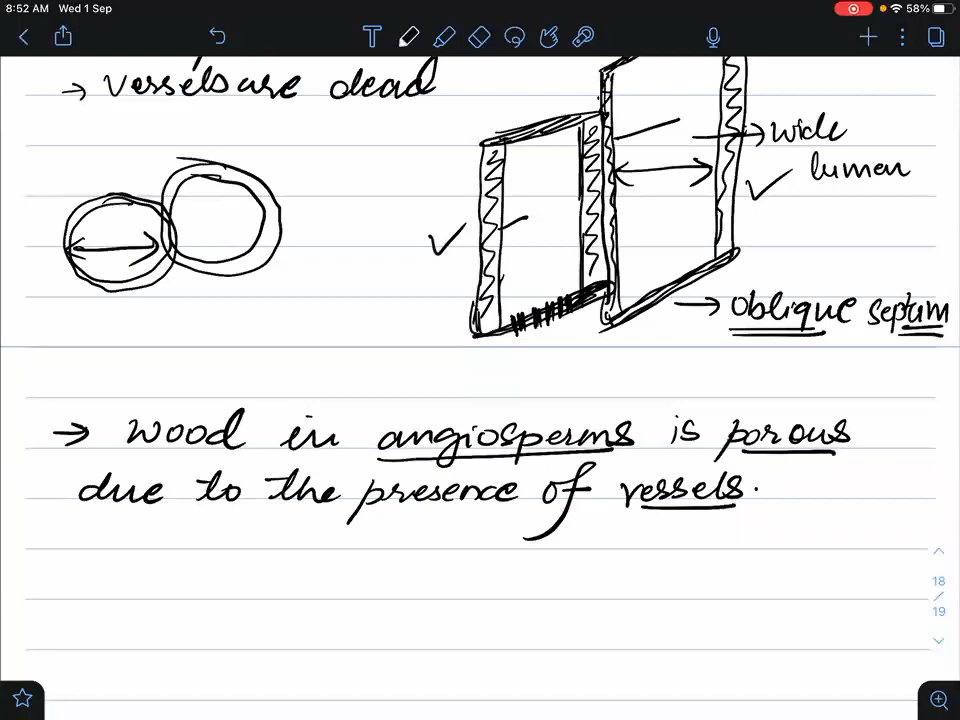 8:52 AM Wed 1 Sep
58%
→ vessels are dead
→ wide
lumen
→ oblique septum
→ wood in angiosperms is porous
due to the presence of vessels.
18
/
19